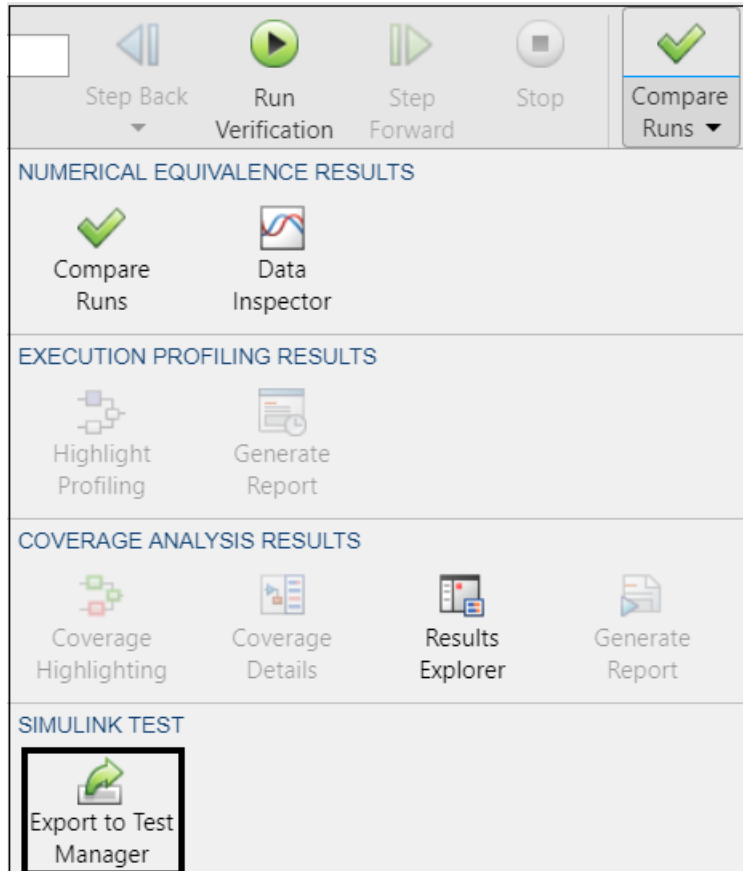 Step Back
Run
Verification
Step
Forward
Stop
Compare
Runs
NUMERICAL EQUIVALENCE RESULTS
Compare
Runs
Data
Inspector
EXECUTION PROFILING RESULTS
Highlight
Profiling
Generate
Report
COVERAGE ANALYSIS RESULTS
Coverage
Highlighting
Coverage
Details
Results
Explorer
Generate
Report
SIMULINK TEST
Export to Test
Manager